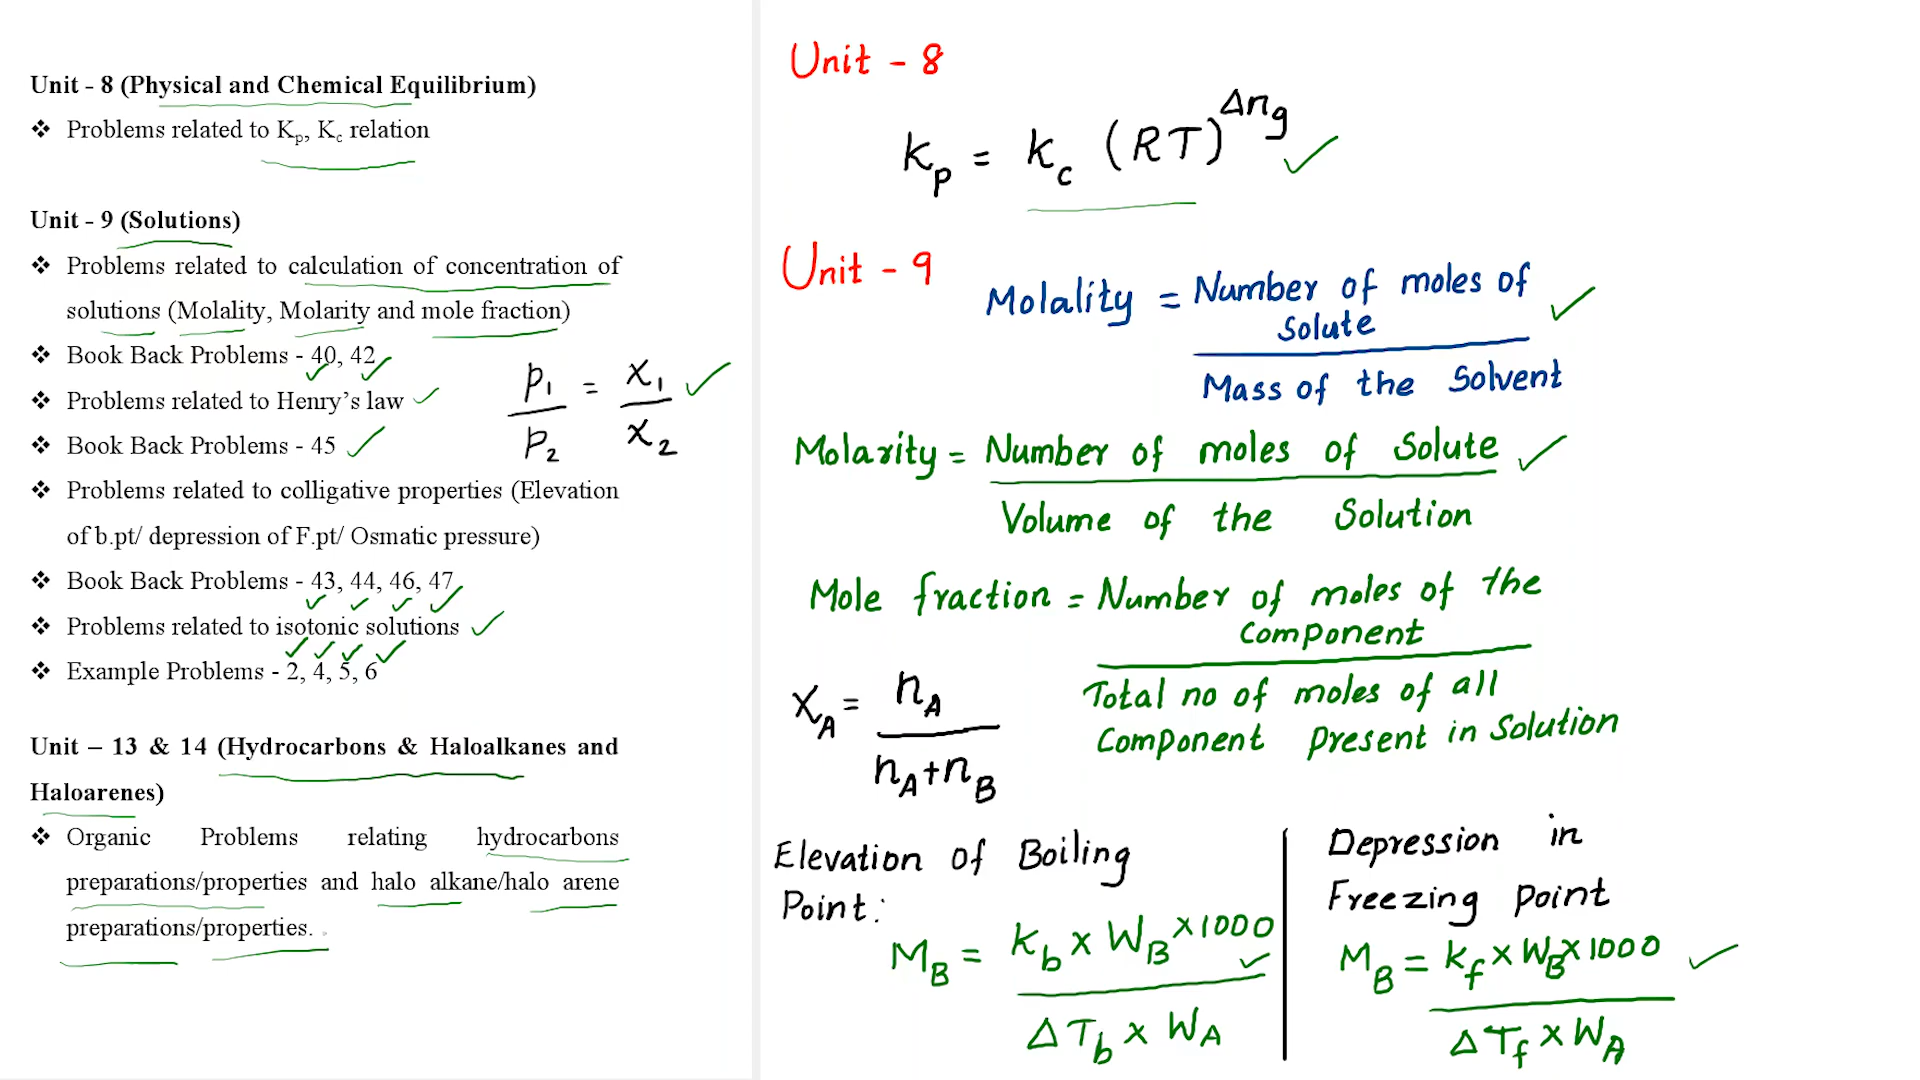 Unit - 8 (Physical and Chemical Equilibrium)
❖ Problems related to Kp, Kc relation
Unit - 9 (Solutions)
❖ Problems related to calculation of concentration of
solutions (Molality, Molarity and mole fraction)
❖ Book Back Problems - 40, 42
❖ Problems related to Henry's law
❖ Book Back Problems - 45
❖ Problems related to colligative properties (Elevation
of b.pt/ depression of F.pt/ Osmatic pressure)
❖ Book Back Problems - 43, 44, 46, 47
❖ Problems related to isotonic solutions
❖ Example Problems - 2, 4, 5, 6
Unit – 13 & 14 (Hydrocarbons & Haloalkanes and
Haloarenes)
❖ Organic Problems relating hydrocarbons
preparations/properties and halo alkane/halo arene
preparations/properties.
p1 = x1
p2 x2
Unit - 8
Kp = Kc (RT)^Δng
Unit - 9
Molality = Number of moles of
Solute
Mass of the Solvent
Molarity = Number of moles of Solute
Volume of the Solution
Mole fraction = Number of moles of the
Component
Total no of moles of all
Component present in Solution
XA = nA
nA+nB
Elevation of Boiling
Point:
MB = Kb x WB x1000
ΔTb x WA
Depression in
Freezing point
MB = Kf x WB x 1000
ΔTf x WA